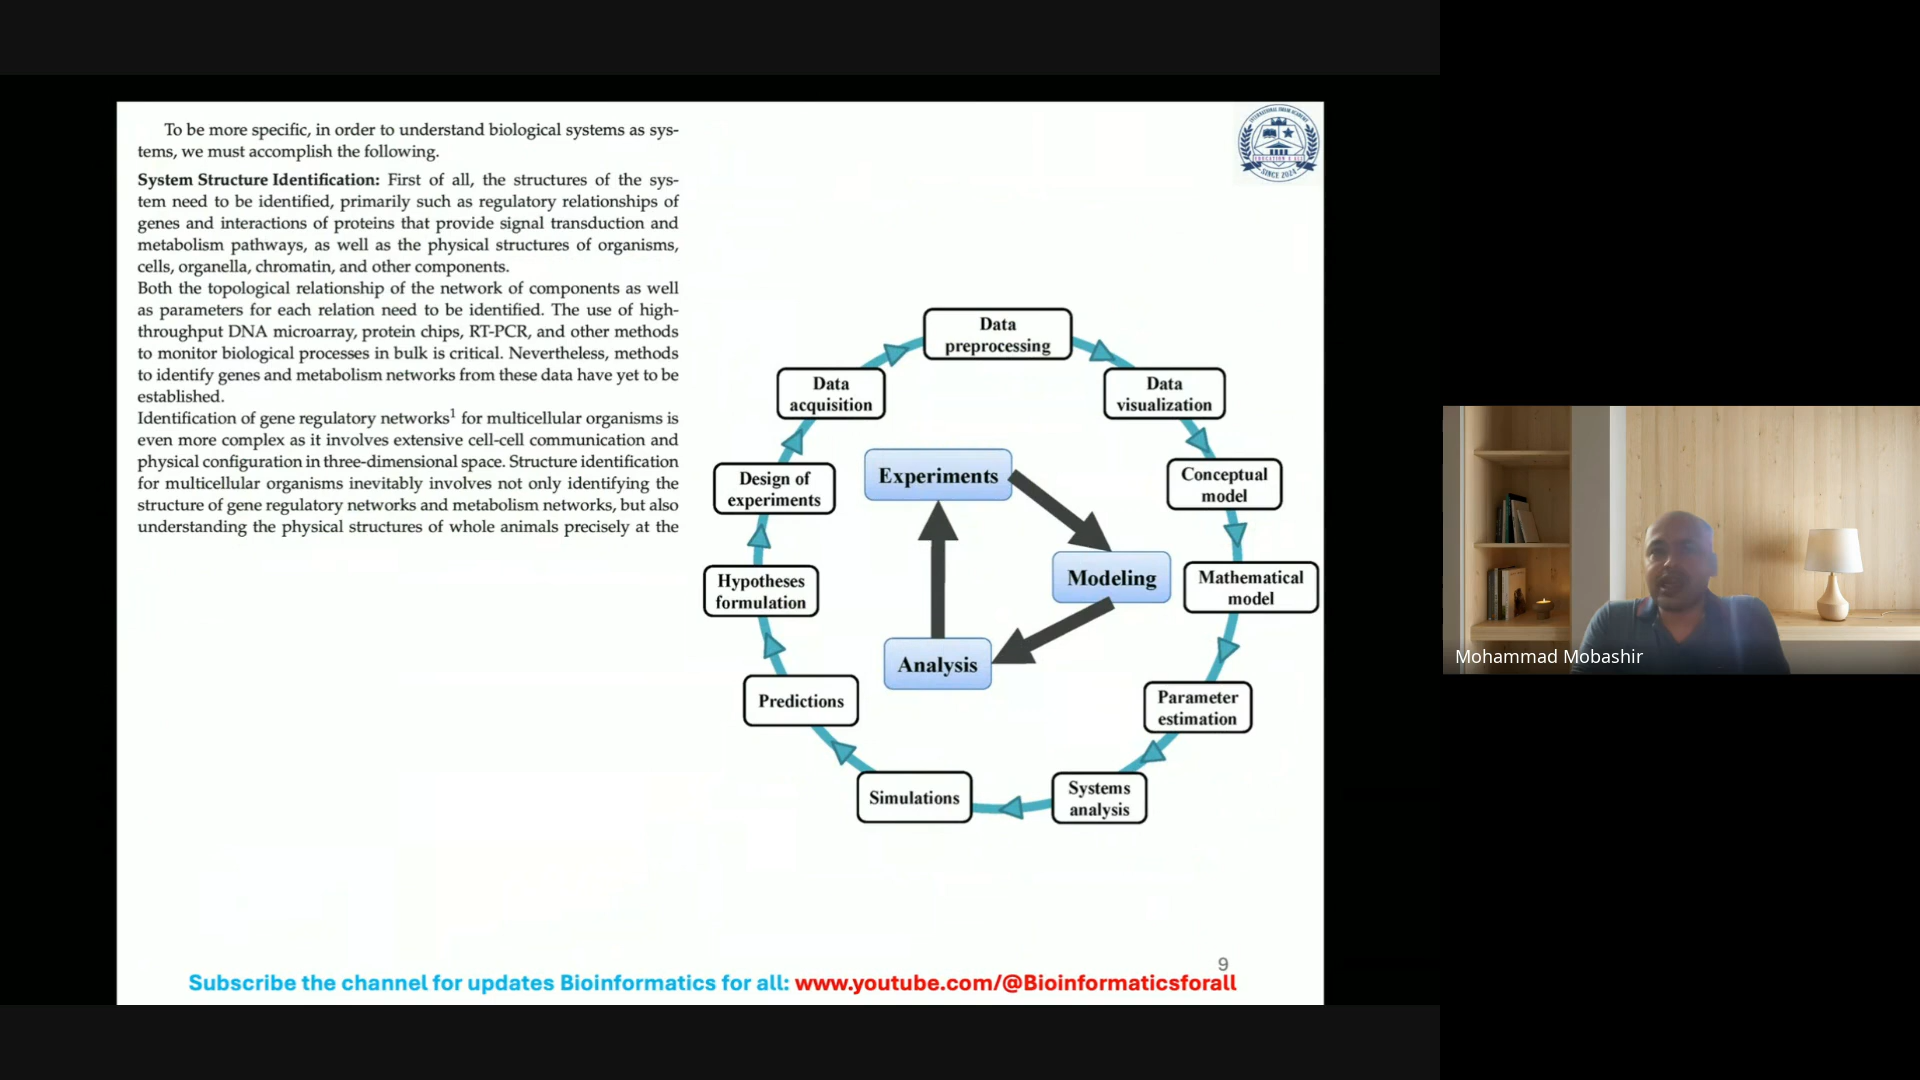 To be more specific, in order to understand biological systems as sys-
tems, we must accomplish the following.
System Structure Identification: First of all, the structures of the sys-
tem need to be identified, primarily such as regulatory relationships of
genes and interactions of proteins that provide signal transduction and
metabolism pathways, as well as the physical structures of organisms,
cells, organella, chromatin, and other components.
Both the topological relationship of the network of components as well
as parameters for each relation need to be identified. The use of high-
throughput DNA microarray, protein chips, RT-PCR, and other methods
to monitor biological processes in bulk is critical. Nevertheless, methods
to identify genes and metabolism networks from these data have yet to be
established.
Identification of gene regulatory networks1 for multicellular organisms is
even more complex as it involves extensive cell-cell communication and
physical configuration in three-dimensional space. Structure identification
for multicellular organisms inevitably involves not only identifying the
structure of gene regulatory networks and metabolism networks, but also
understanding the physical structures of whole animals precisely at the
Data
preprocessing
Data
visualization
Conceptual
model
Mathematical
model
Parameter
estimation
Systems
analysis
Simulations
Predictions
Hypotheses
formulation
Design of
experiments
Data
acquisition
Experiments
Modeling
Analysis
SINCE 2024
9
Subscribe the channel for updates Bioinformatics for all: www.youtube.com/@Bioinformaticsforall
Mohammad Mobashir